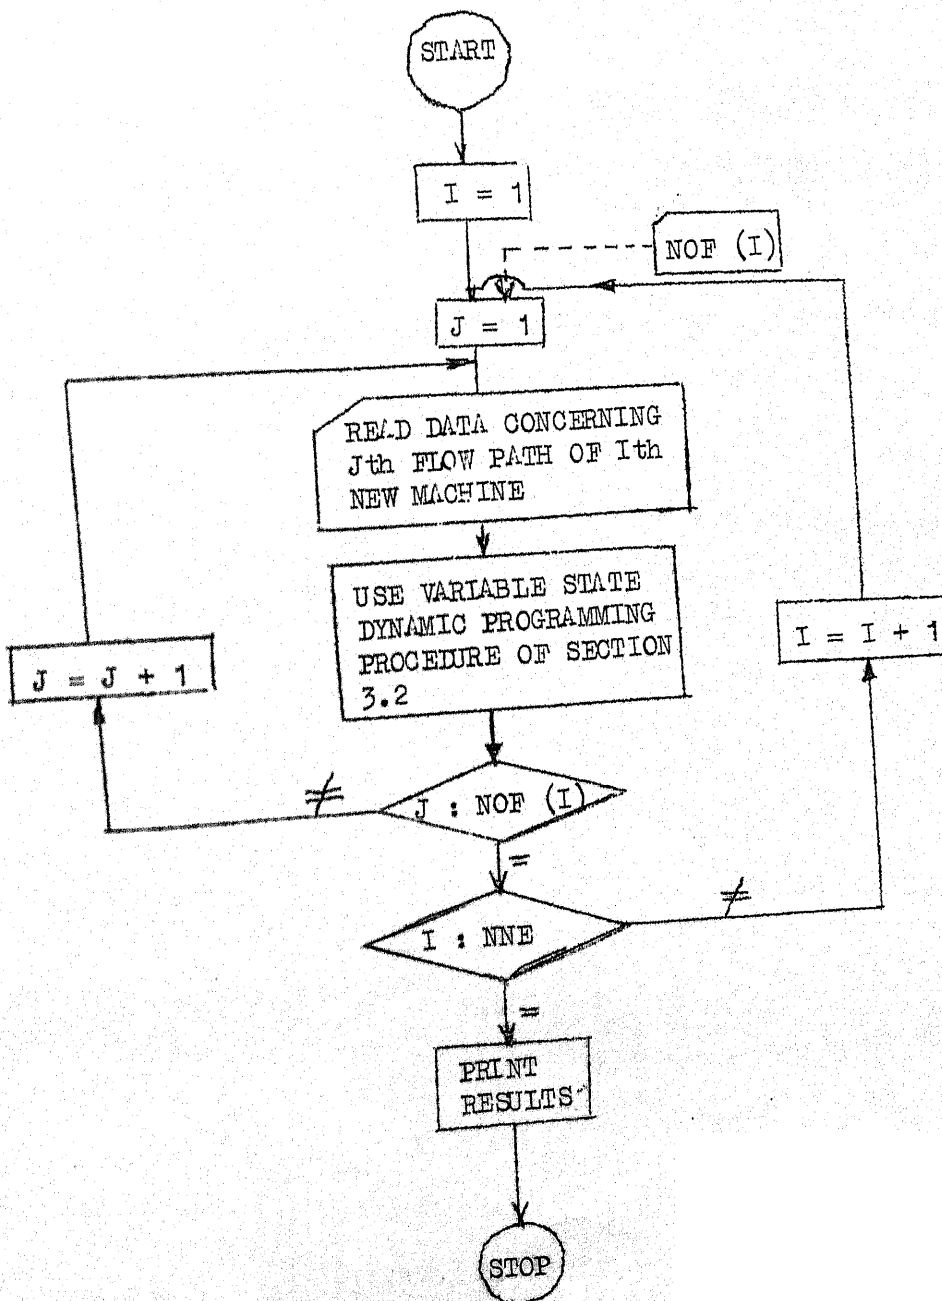 START
I = 1
NOF (I)
J = 1
READ DATA CONCERNING
Jth FLOW PATH OF Ith
NEW MACHINE
USE VARIABLE STATE
DYNAMIC PROGRAMMING
PROCEDURE OF SECTION
3.2
I = I + 1
J = J + 1
≠
J : NOF (I)
=
≠
I : NNE
=
PRINT
RESULTS
STOP